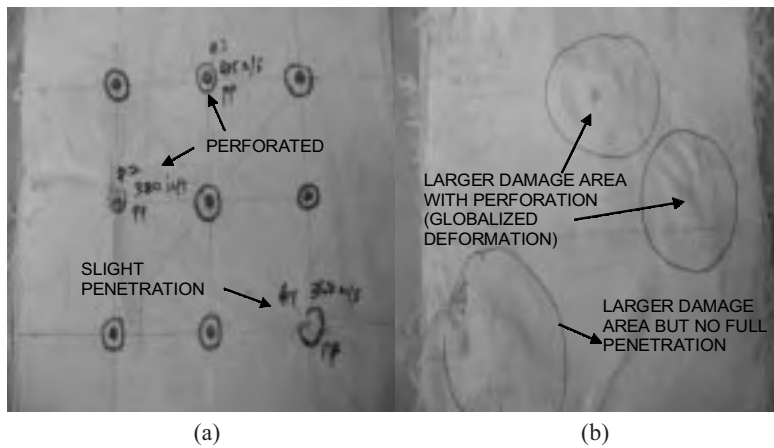 PERFORATED
SLIGHT
PENETRATION
LARGER DAMAGE AREA
WITH PERFORATION
(GLOBALIZED
DEFORMATION)
LARGER DAMAGE
AREA BUT NO FULL
PENETRATION
(a)
(b)